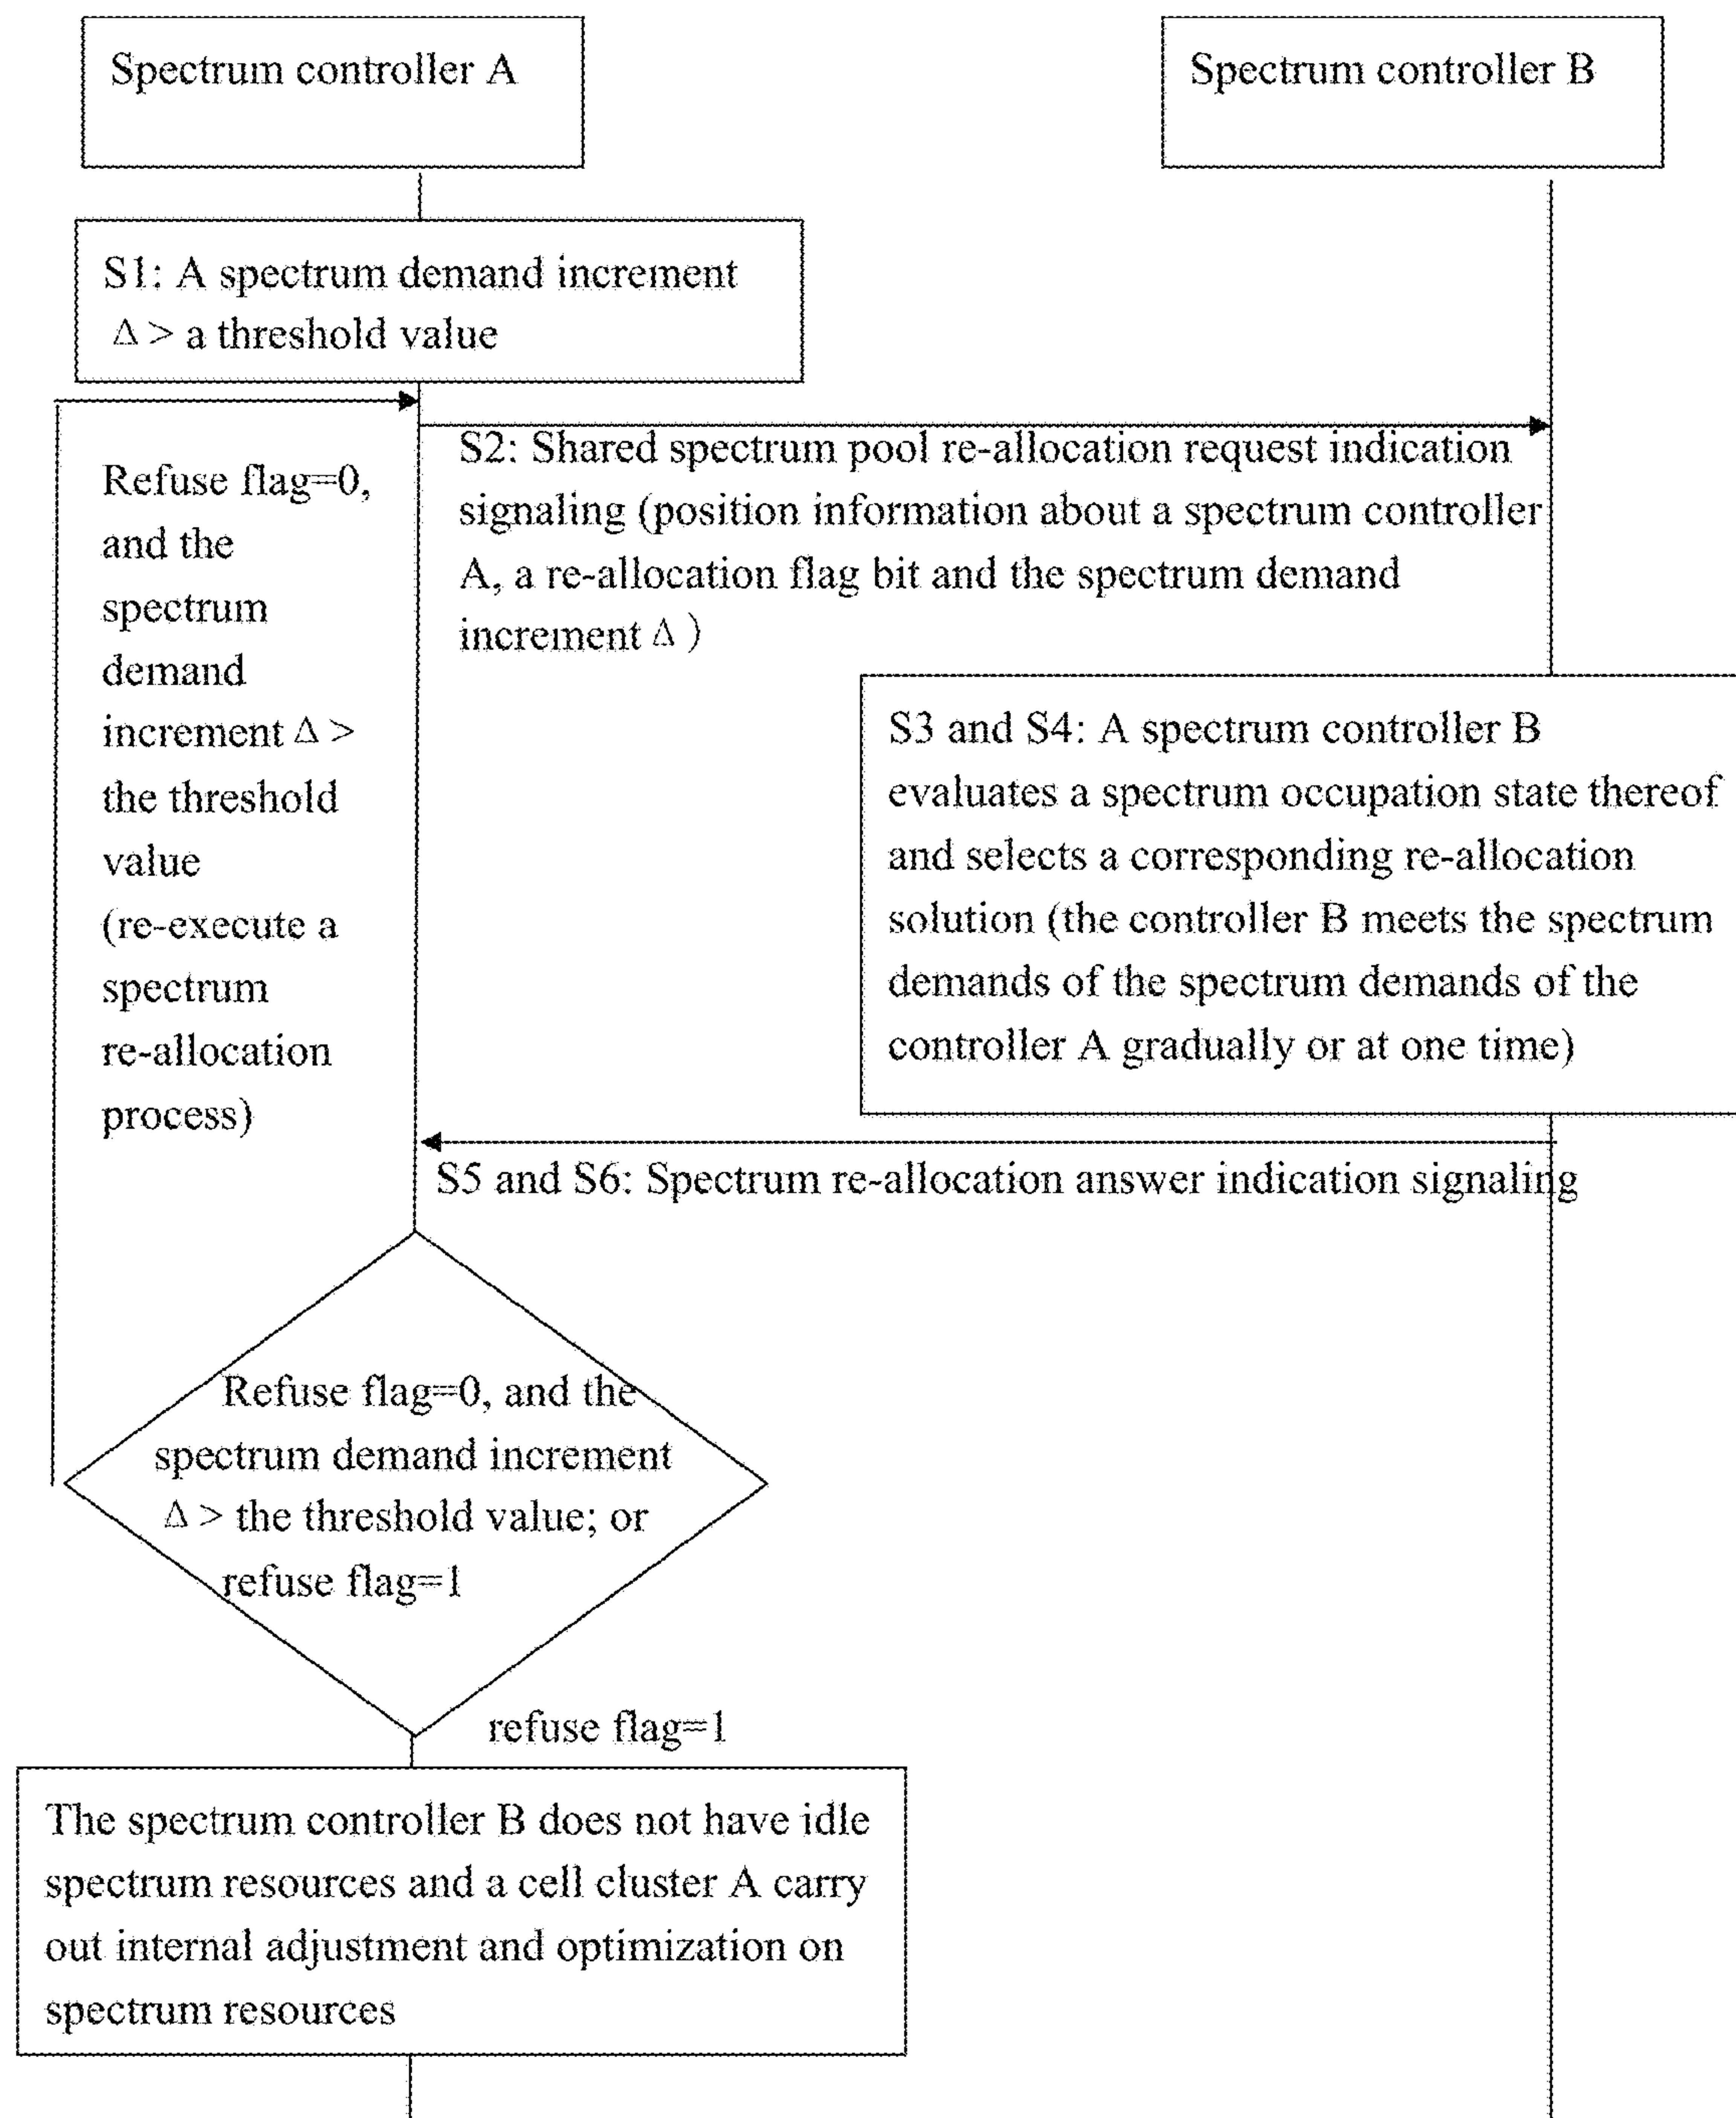 Spectrum controller A
Spectrum controller B
S1: A spectrum demand increment
Δ > a threshold value
S2: Shared spectrum pool re-allocation request indication
signaling (position information about a spectrum controller
A, a re-allocation flag bit and the spectrum demand
increment Δ )
Refuse flag=0,
and the
spectrum
demand
increment Δ >
the threshold
value
(re-execute a
spectrum
re-allocation
process)
S3 and S4: A spectrum controller B
evaluates a spectrum occupation state thereof
and selects a corresponding re-allocation
solution (the controller B meets the spectrum
demands of the spectrum demands of the
controller A gradually or at one time)
S5 and S6: Spectrum re-allocation answer indication signaling
Refuse flag=0, and the
spectrum demand increment
Δ > the threshold value; or
refuse flag=1
refuse flag=1
The spectrum controller B does not have idle
spectrum resources and a cell cluster A carry
out internal adjustment and optimization on
spectrum resources